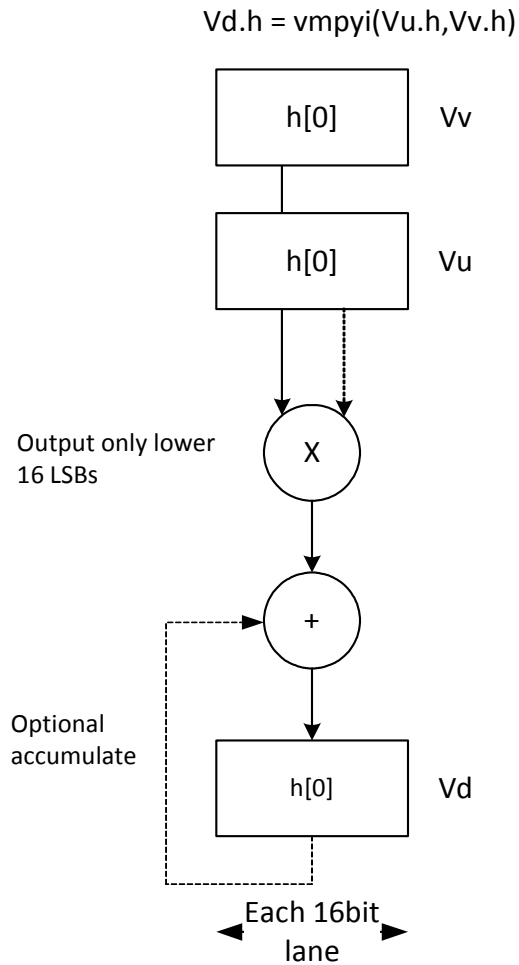 Vd.h = vmpyi(Vu.h,Vv.h)
h[0] Vv
h[0] Vu
Output only lower
16 LSBs
X
+
Optional
accumulate
h[0] Vd
Each 16bit
lane